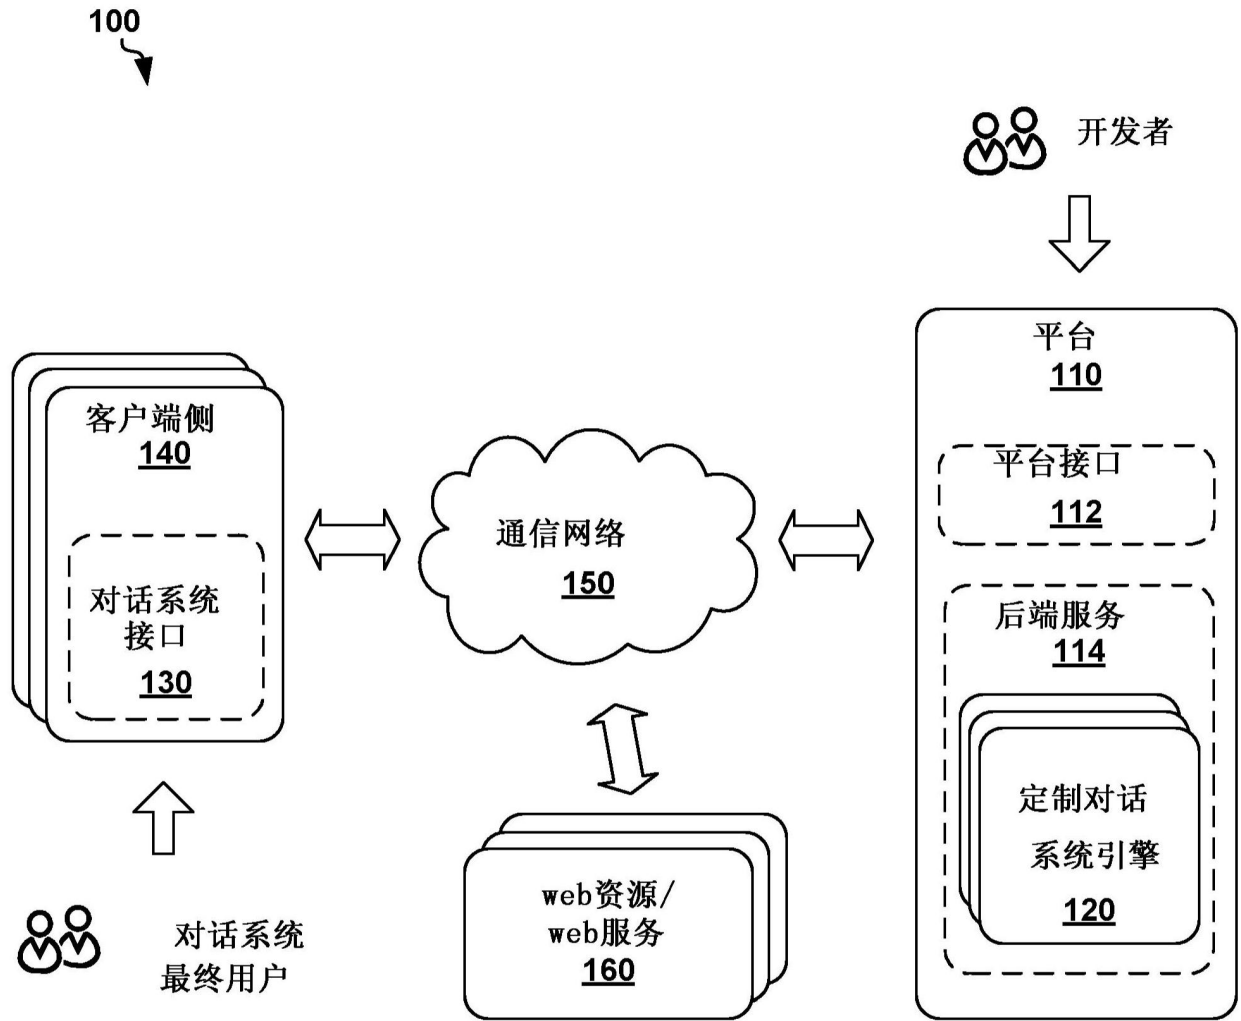 100
开发者
平台
110
平台接口
112
后端服务
114
定制对话
系统引擎
120
客户端侧
140
对话系统
接口
130
通信网络
150
web资源/
web服务
160
对话系统
最终用户